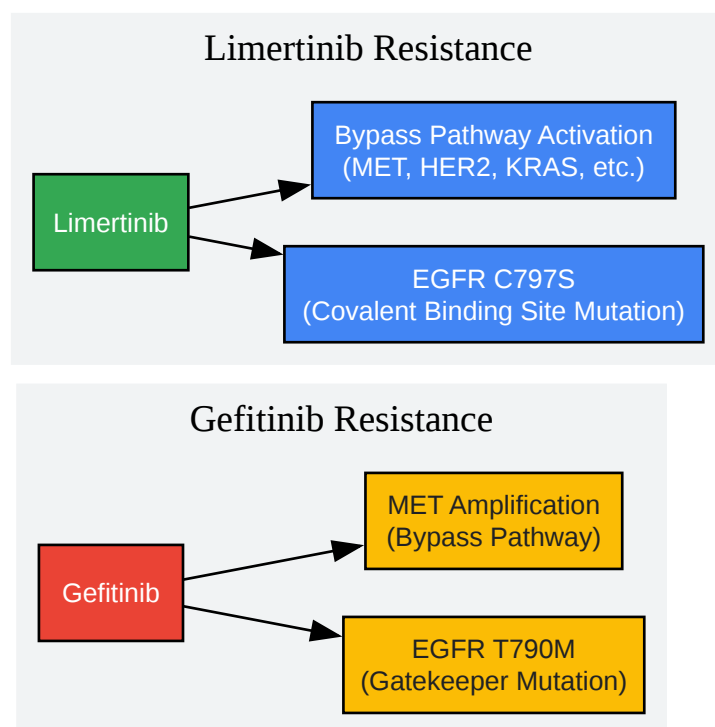 Limertinib Resistance
Bypass Pathway Activation
(MET, HER2, KRAS, etc.)
Limertinib
EGFR C797S
(Covalent Binding Site Mutation)
Gefitinib Resistance
MET Amplification
(Bypass Pathway)
Gefitinib
EGFR T790M
(Gatekeeper Mutation)